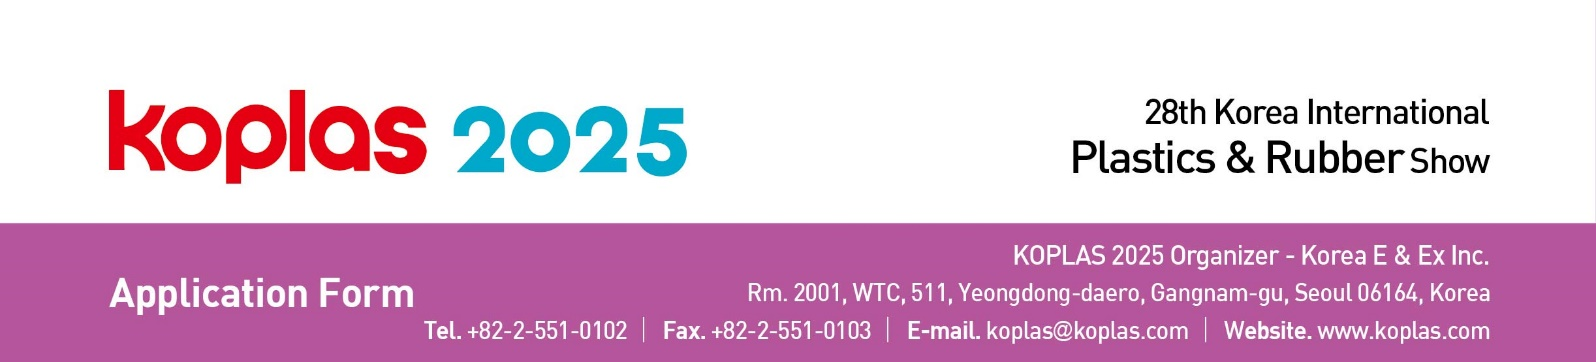 koplas 2025
28th Korea International
Plastics & Rubber Show
Application Form
KOPLAS 2025 Organizer - Korea E & Ex Inc.
Rm. 2001, WTC, 511, Yeongdong-daero, Gangnam-gu, Seoul 06164, Korea
Tel. +82-2-551-0102 | Fax. +82-2-551-0103 | E-mail. koplas@koplas.com | Website. www.koplas.com